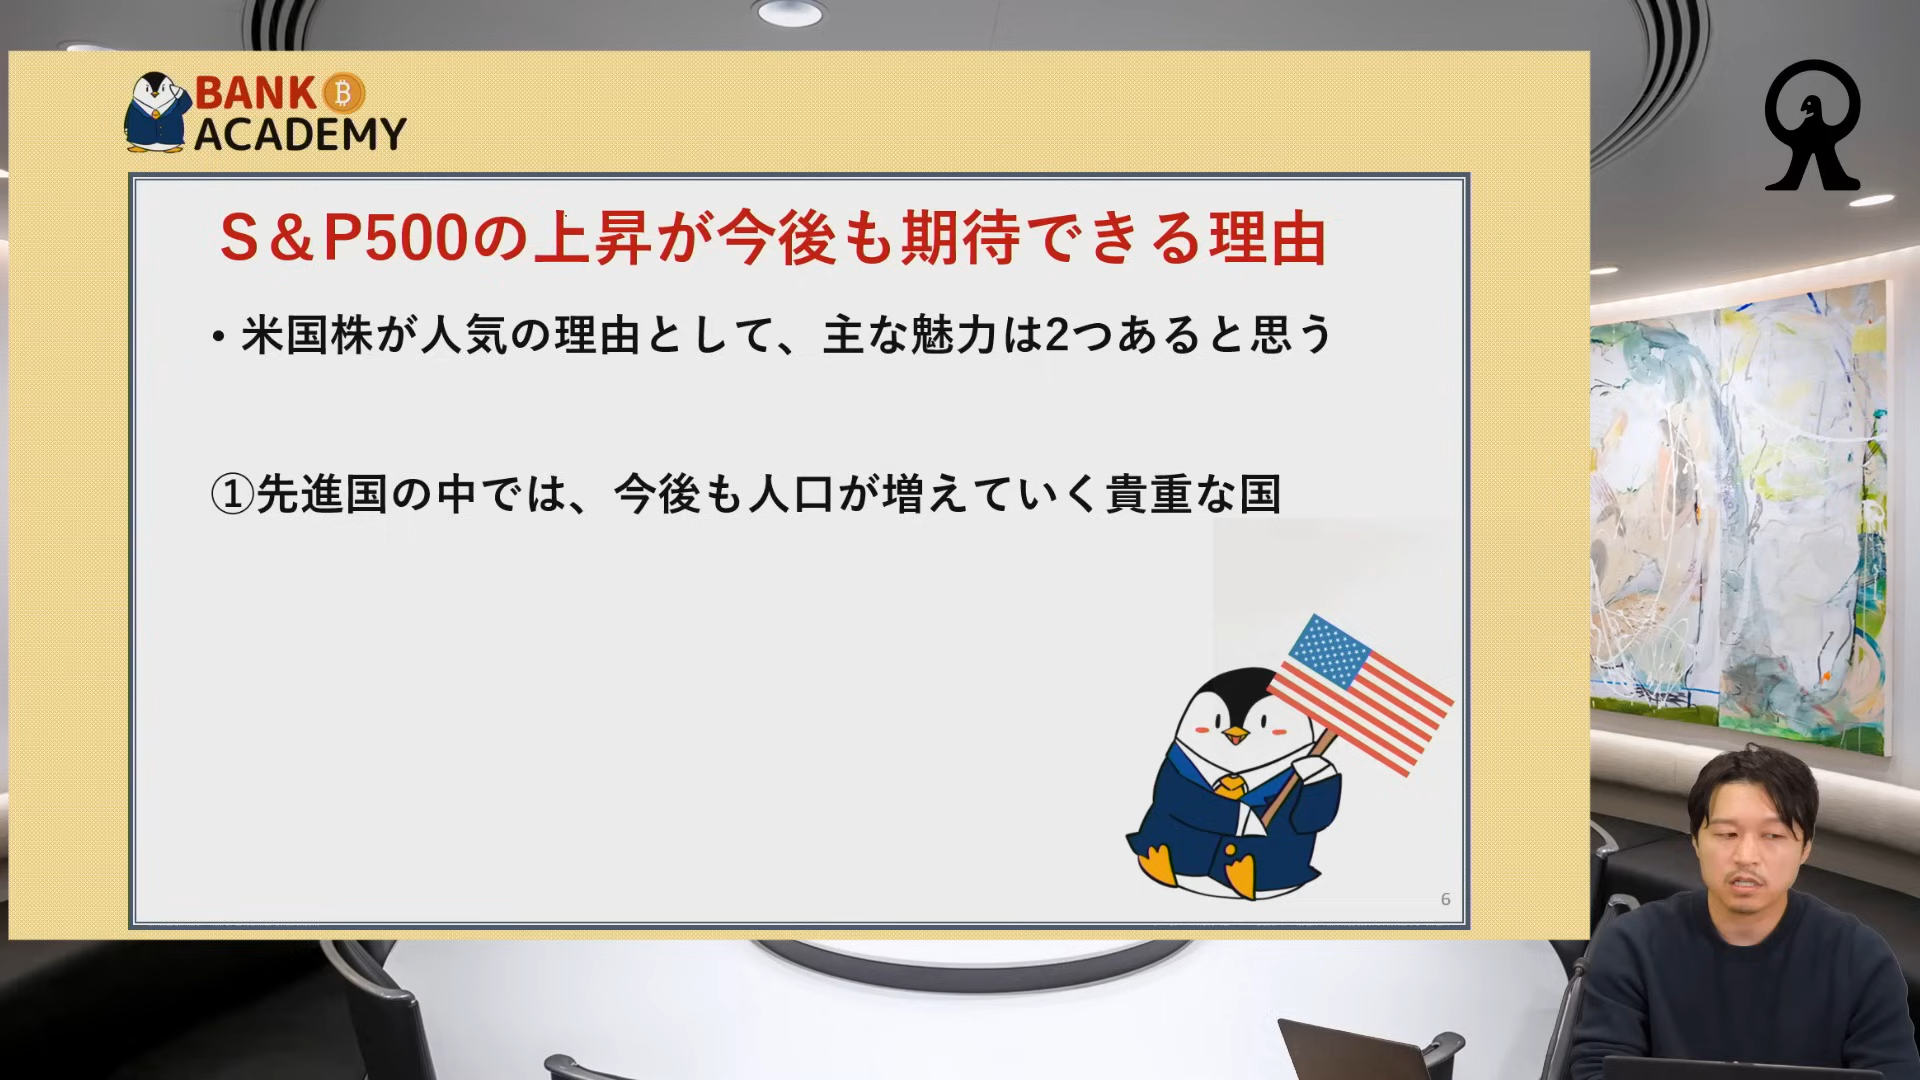 BANK
ACADEMY
S&P500の上昇が今後も期待できる理由
・米国株が人気の理由として、主な魅力は2つあると思う
①先進国の中では、今後も人口が増えていく貴重な国
6